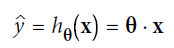 ŷ = h_θ(x) = θ · x